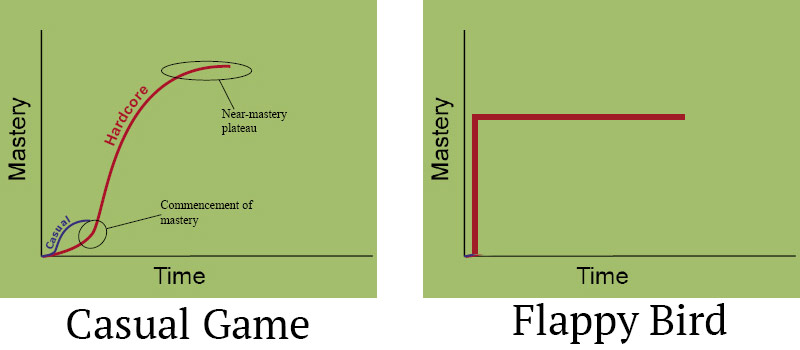 Mastery
Hardcore
Near-mastery
plateau
Casual
Commencement of
mastery
Time
Casual Game
Mastery
Time
Flappy Bird